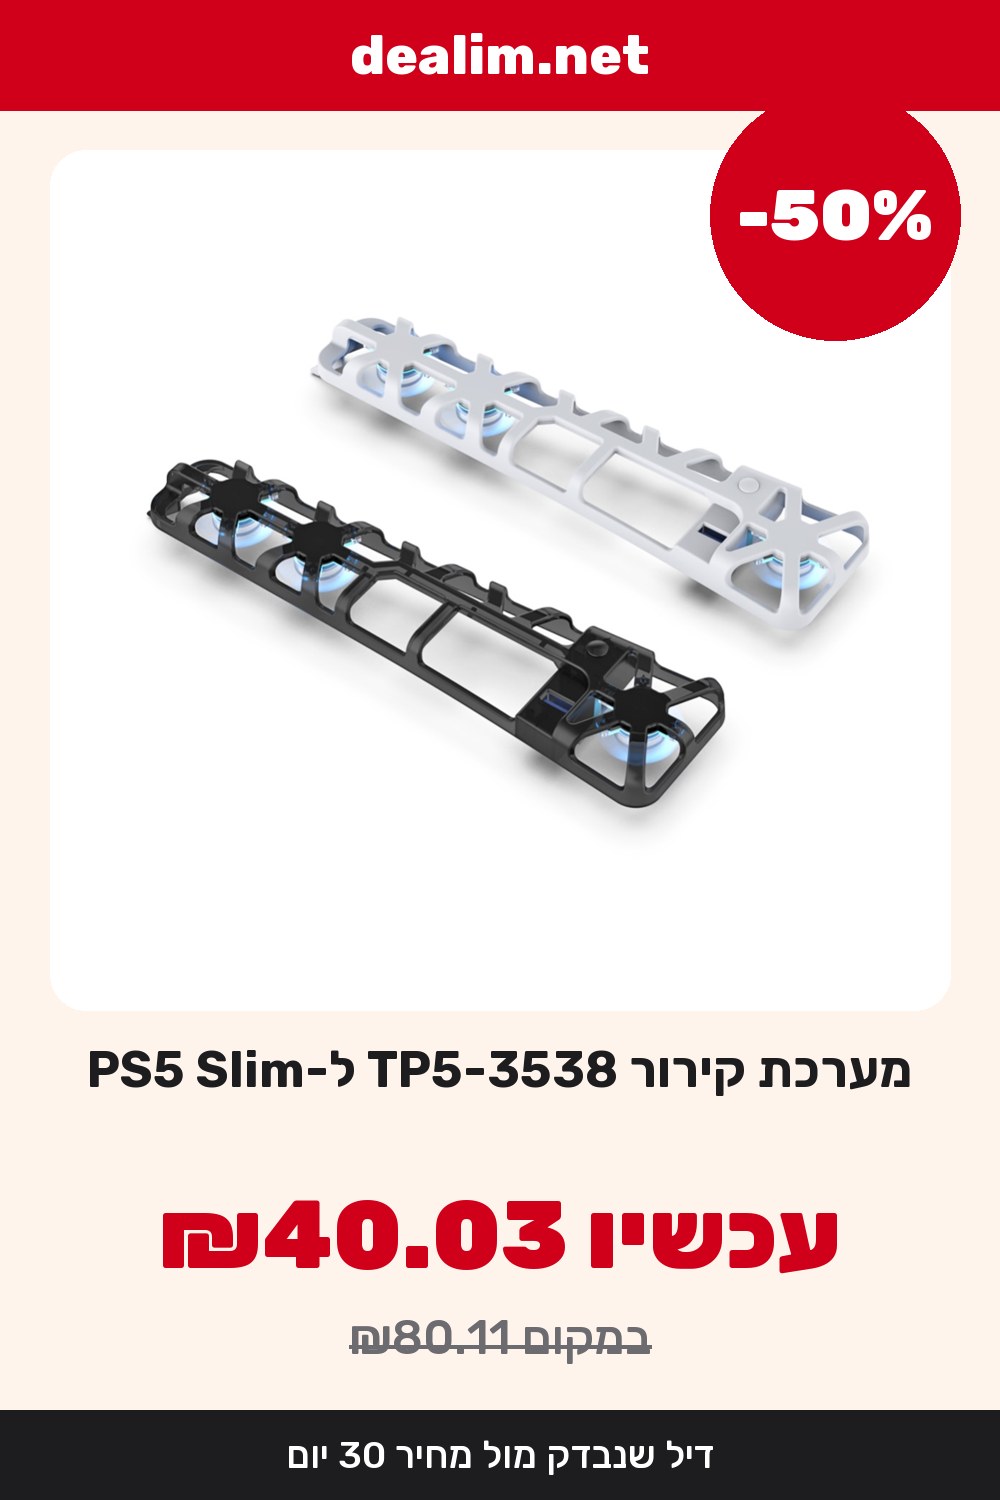 dealim.net
-50%
מערכת קירור TP5-3538 ל-PS5 Slim
עכשיו ₪40.03
במקום ₪80.11
דיל שנבדק מול מחיר 30 יום